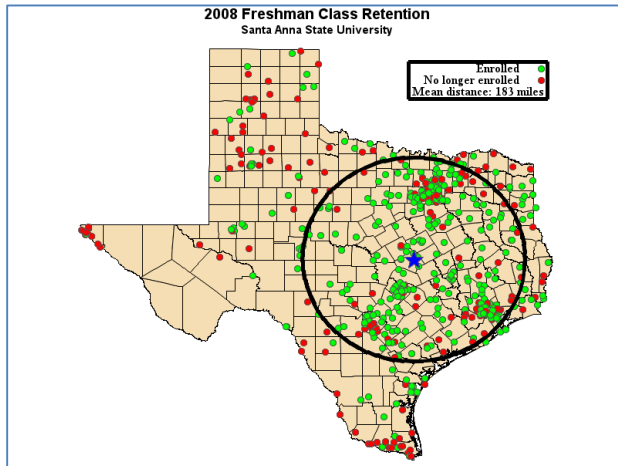 2008 Freshman Class Retention
Santa Anna State University
Enrolled
No longer enrolled
Mean distance: 183 miles